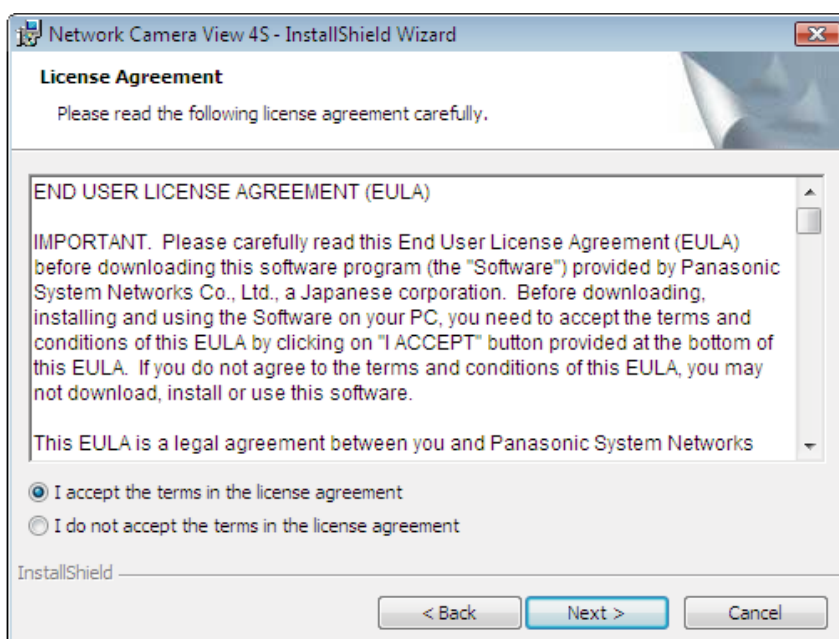 Network Camera View 4S - InstallShield Wizard
License Agreement
Please read the following license agreement carefully.
END USER LICENSE AGREEMENT (EULA)
IMPORTANT.  Please carefully read this End User License Agreement (EULA)
before downloading this software program (the "Software") provided by Panasonic
System Networks Co., Ltd., a Japanese corporation.  Before downloading,
installing and using the Software on your PC, you need to accept the terms and
conditions of this EULA by clicking on "I ACCEPT" button provided at the bottom of
this EULA.  If you do not agree to the terms and conditions of this EULA, you may
not download, install or use this software.
This EULA is a legal agreement between you and Panasonic System Networks
I accept the terms in the license agreement
I do not accept the terms in the license agreement
InstallShield
< Back
Next >
Cancel